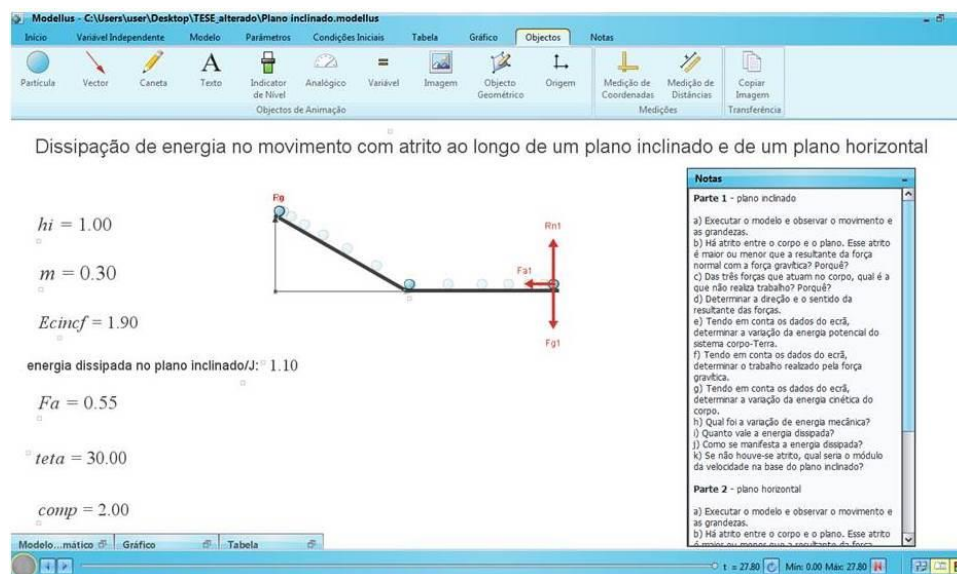 Modellus - C:\Users\user\Desktop\TESE_alterado\Plano inclinado.modellus
Início Variável Independente Modelo Parâmetros Condições Iniciais Tabela Gráfico Objectos Notas
Partícula Vector Caneta Texto Indicador de Nível Analógico Variável Imagem Objecto Geométrico Origem Medição de Coordenadas Medição de Distâncias Copiar Imagem
Objectos de Animação Medições Transferência
Dissipação de energia no movimento com atrito ao longo de um plano inclinado e de um plano horizontal
hi = 1.00
m = 0.30
Ecincf = 1.90
energia dissipada no plano inclinado/J: 1.10
Fa = 0.55
teta = 30.00
comp = 2.00
Rn1
Fa1
Fg1
Notas
Parte 1 - plano inclinado
a) Executar o modelo e observar o movimento e
as grandezas.
b) Há atrito entre o corpo e o plano. Esse atrito
é maior ou menor que a resultante da força
normal com a força gravítica? Porquê?
c) Das três forças que atuam no corpo, qual é a
que não realiza trabalho? Porquê?
d) Determinar a direção e o sentido da
resultante das forças.
e) Tendo em conta os dados do ecrã,
determinar a variação da energia potencial do
sistema corpo-Terra.
f) Tendo em conta os dados do ecrã,
determinar o trabalho realizado pela força
gravítica.
g) Tendo em conta os dados do ecrã,
determinar a variação da energia cinética do
corpo.
h) Qual foi a variação de energia mecânica?
i) Quanto vale a energia dissipada?
j) Como se manifesta a energia dissipada?
k) Se não houve-se atrito, qual seria o módulo
da velocidade na base do plano inclinado?
Parte 2 - plano horizontal
a) Executar o modelo e observar o movimento e
as grandezas.
b) Há atrito entre o corpo e o plano. Esse atrito
é maior ou menor que a resultante da força
Modelo...mático Gráfico Tabela
t = 27.80 Min: 0.00 Máx: 27.80